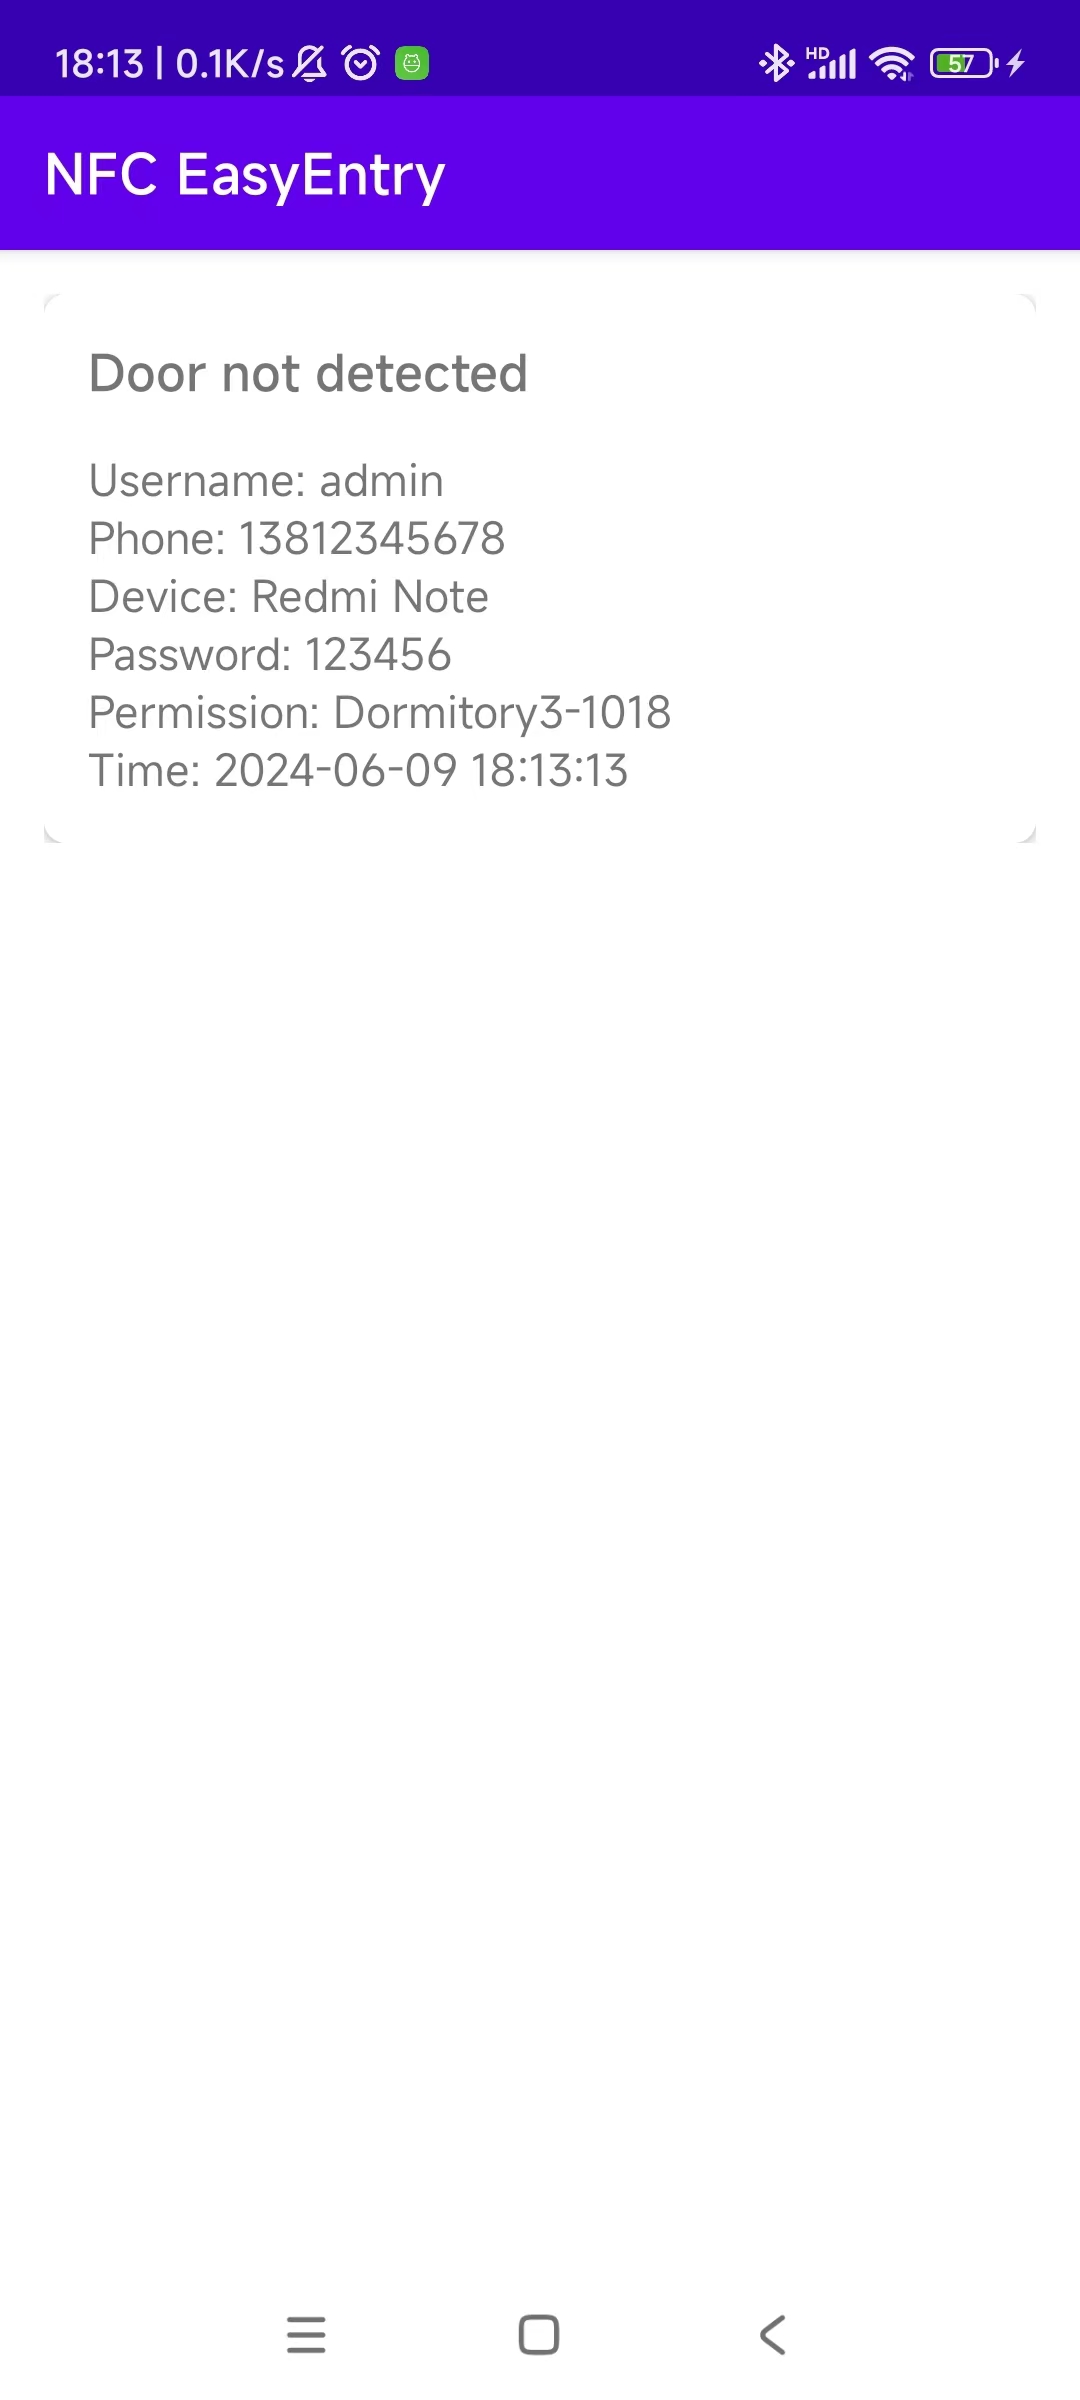 18:13 | 0.1K/s
HD
57
NFC EasyEntry
Door not detected
Username: admin
Phone: 13812345678
Device: Redmi Note
Password: 123456
Permission: Dormitory3-1018
Time: 2024-06-09 18:13:13